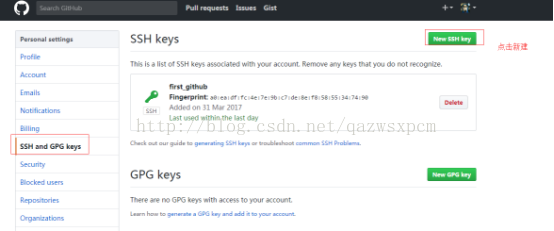 Search GitHub
Pull requests Issues Gist
Personal settings
Profile
Account
Emails
Notifications
Billing
SSH and GPG keys
Security
Blocked users
Repositories
Organizations
SSH keys
New SSH key
点击新建
This is a list of SSH keys associated with your account. Remove any keys that you do not recognize.
first_github
Fingerprint: a0:ea:df:fc:4e:7e:9b:c7:de:8e:f8:58:55:34:74:90
Added on 31 Mar 2017
Last used within the last day
SSH
Delete
http://blog.csdn.net/qazwsxpcm
Check out our guide to generating SSH keys or troubleshoot common SSH Problems.
GPG keys
New GPG key
There are no GPG keys with access to your account.
Learn how to generate a GPG key and add it to your account.